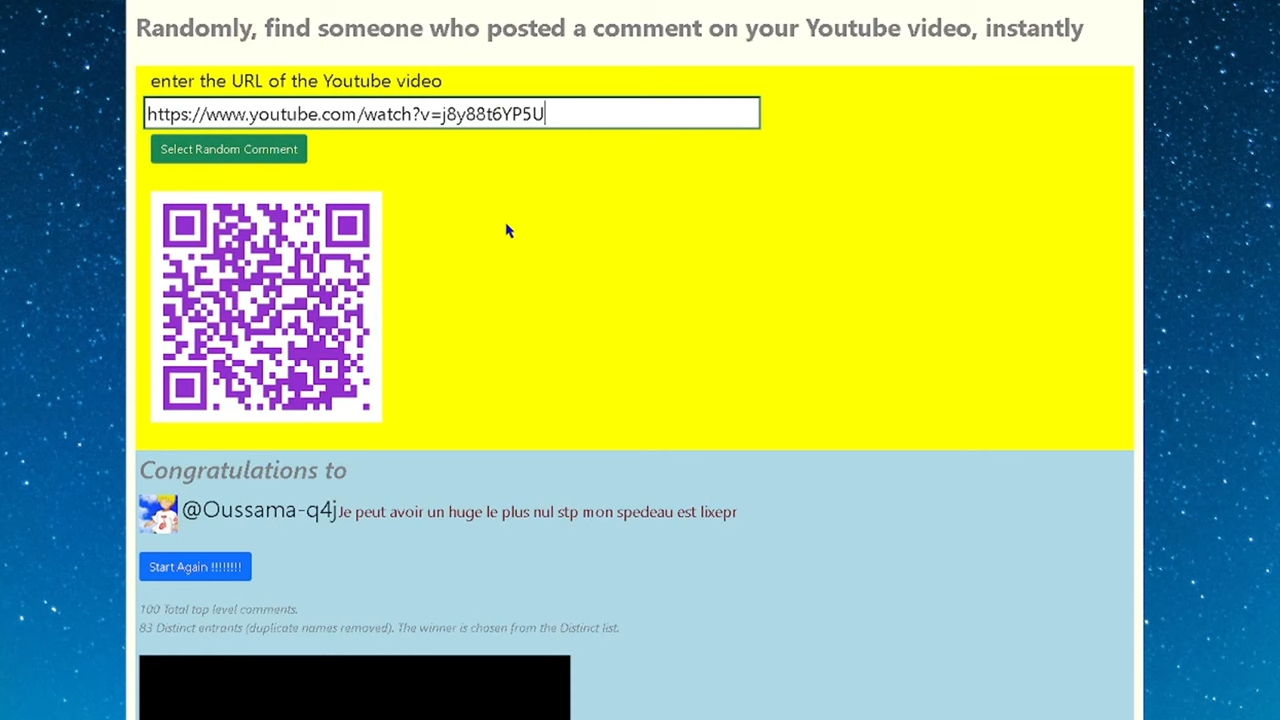 Randomly, find someone who posted a comment on your Youtube video, instantly
enter the URL of the Youtube video
https://www.youtube.com/watch?v=j8y88t6YP5U
Select Random Comment
Congratulations to
@Oussama-q4jJe peut avoir un huge le plus nul stp mon spedeau est lixepr
Start Again !!!!!!!!
100 Total top level comments.
83 Distinct entrants (duplicate names removed). The winner is chosen from the Distinct list.